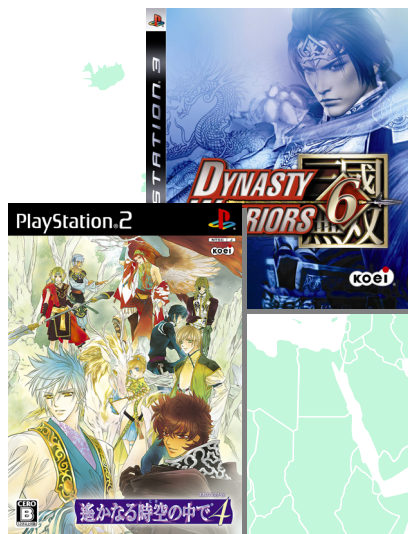 STATION 3
DYNASTY
WARRIORS 6
KOEI
PlayStation®2
KOEI
遙かなる時空の中で4
CERO
B